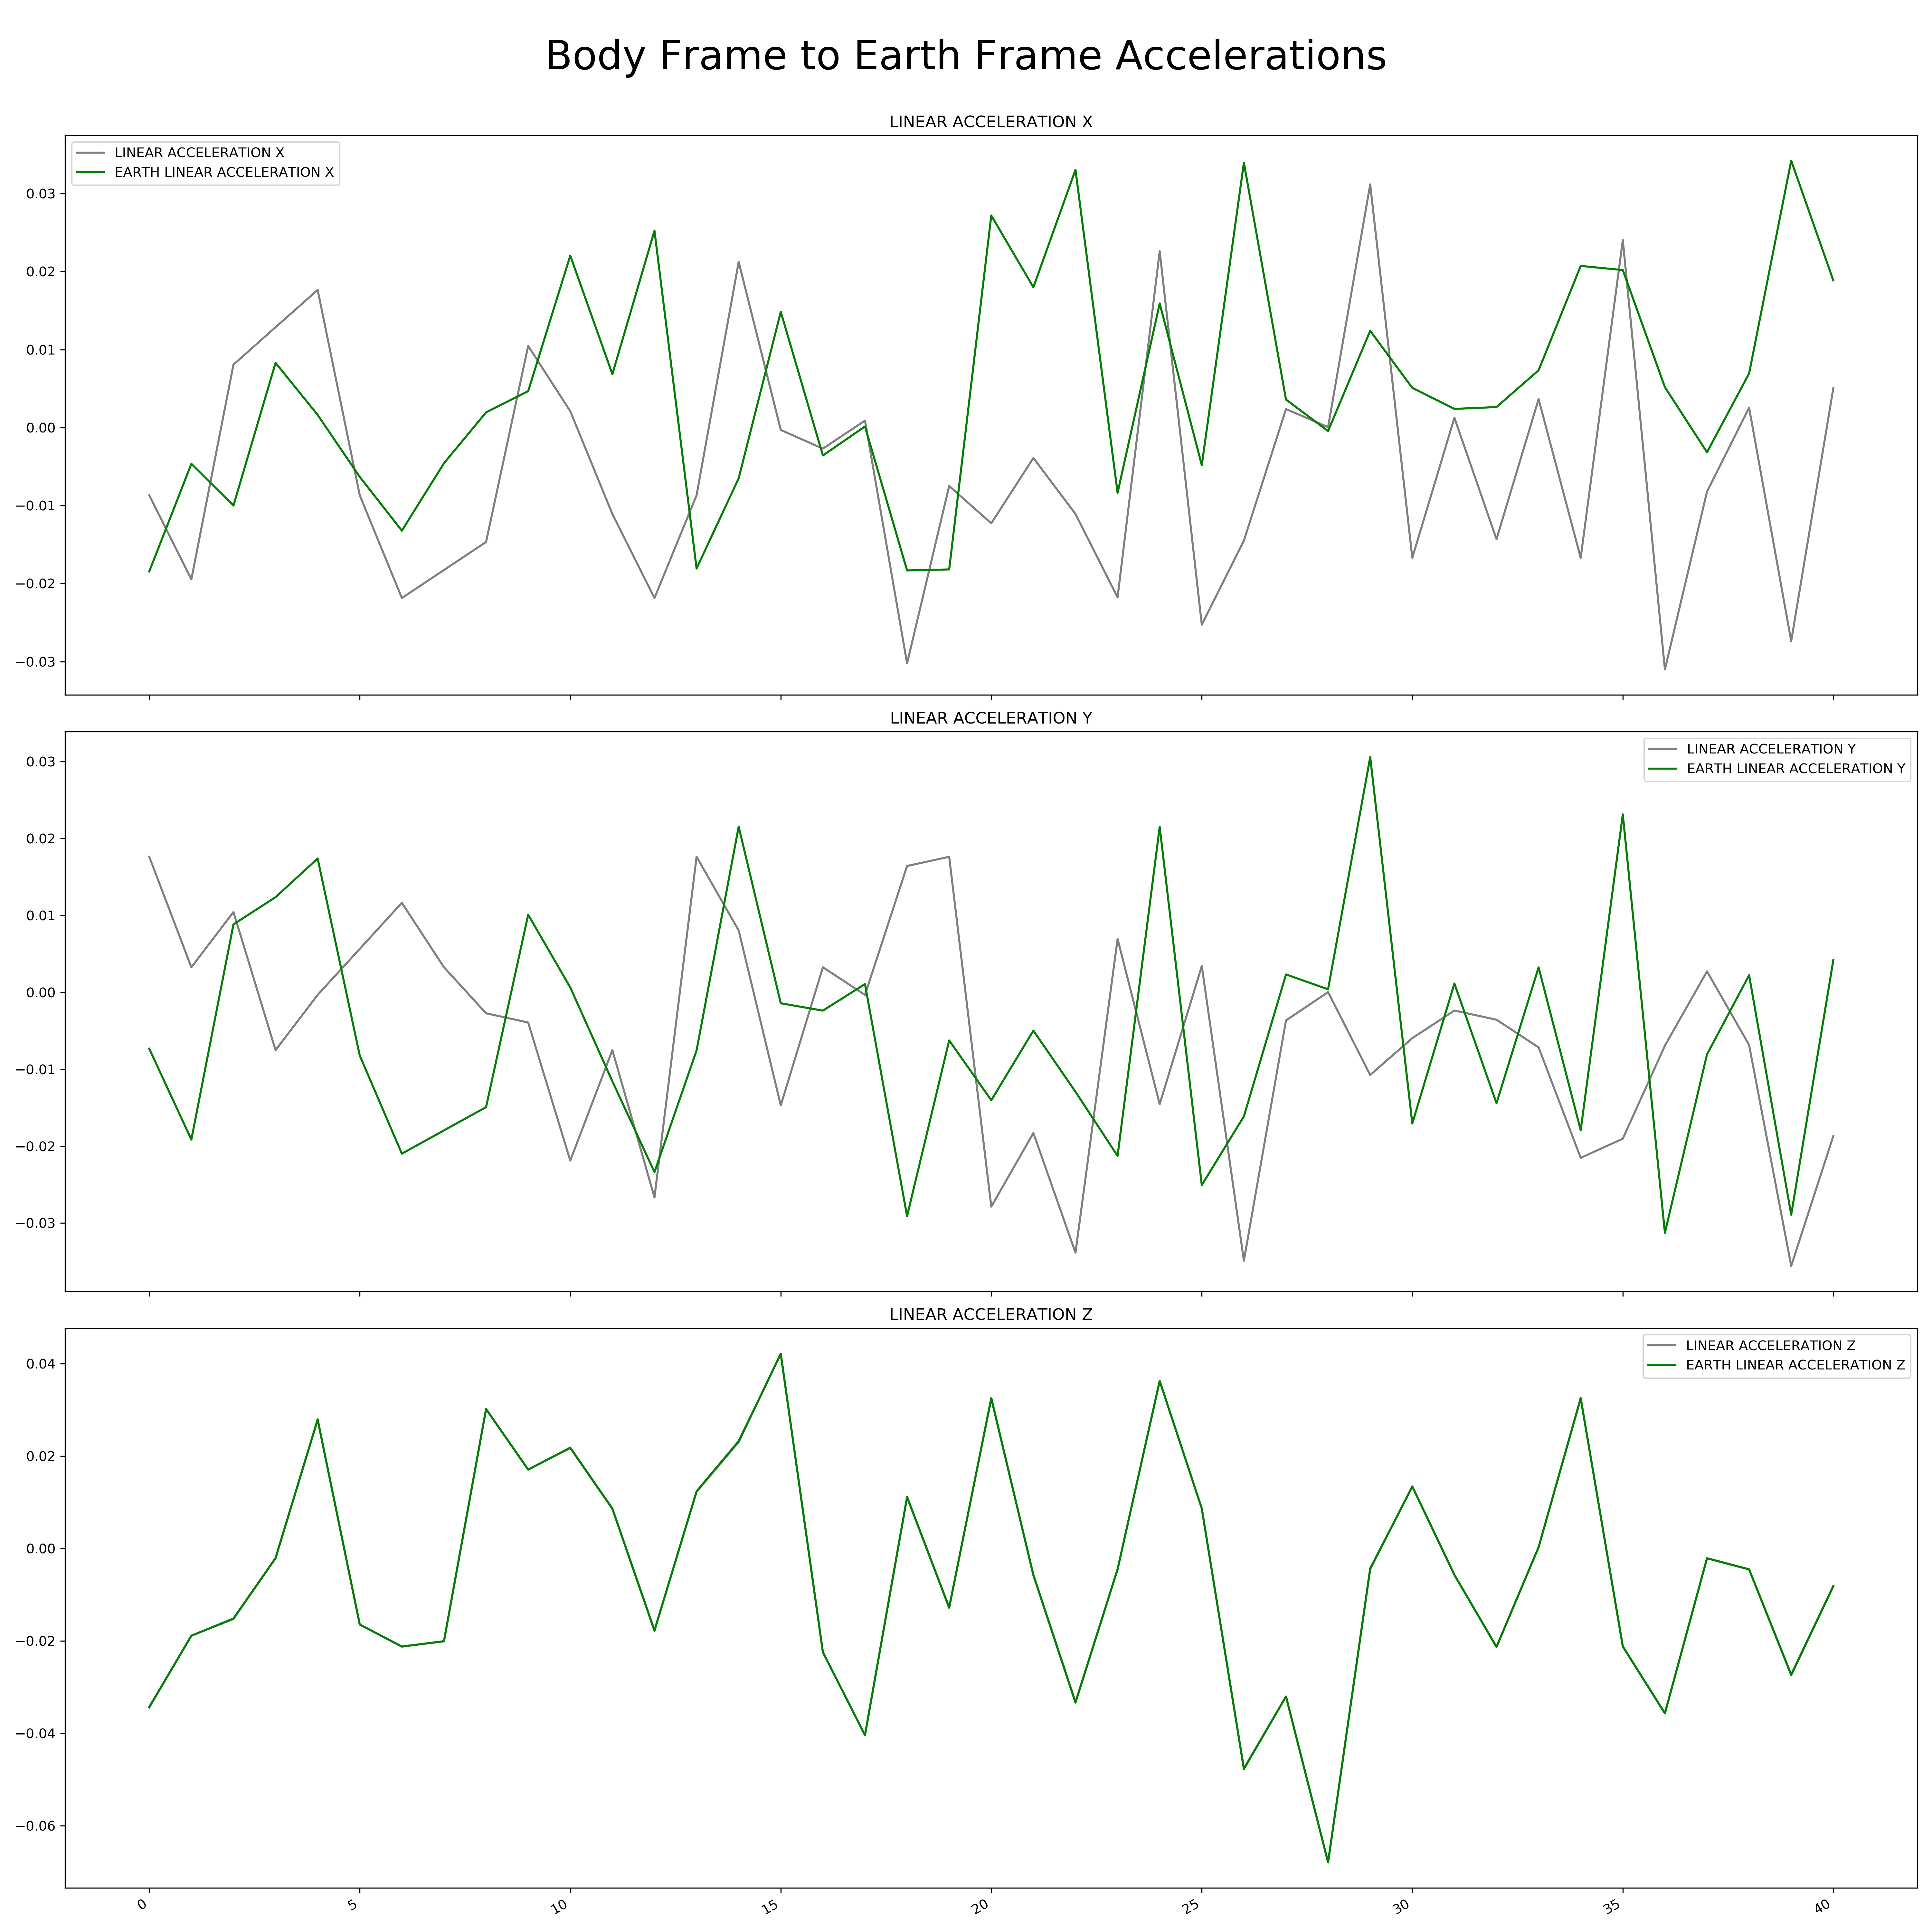 Body Frame to Earth Frame Accelerations
LINEAR ACCELERATION X
LINEAR ACCELERATION X
EARTH LINEAR ACCELERATION X
0.03
0.02
0.01
0.00
−0.01
−0.02
−0.03
LINEAR ACCELERATION Y
LINEAR ACCELERATION Y
EARTH LINEAR ACCELERATION Y
0.03
0.02
0.01
0.00
−0.01
−0.02
−0.03
LINEAR ACCELERATION Z
LINEAR ACCELERATION Z
EARTH LINEAR ACCELERATION Z
0.04
0.02
0.00
−0.02
−0.04
−0.06
0 5 10 15 20 25 30 35 40